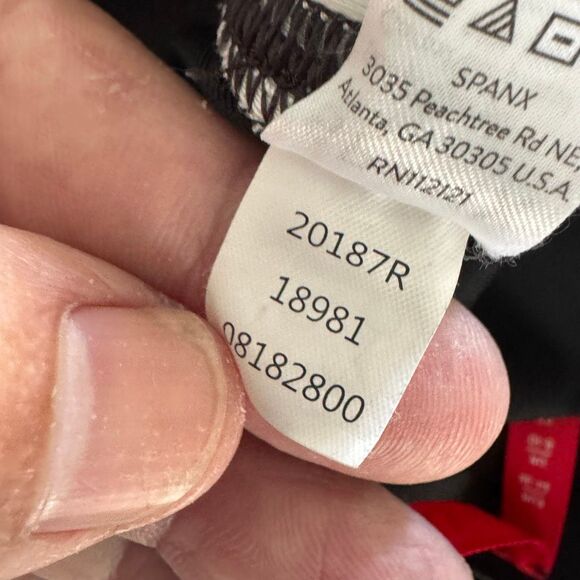 SPANX
3035 Peachtree Rd NE
Atlanta, GA 30305 U.S.A.
RN112121
20187R
18981
08182800